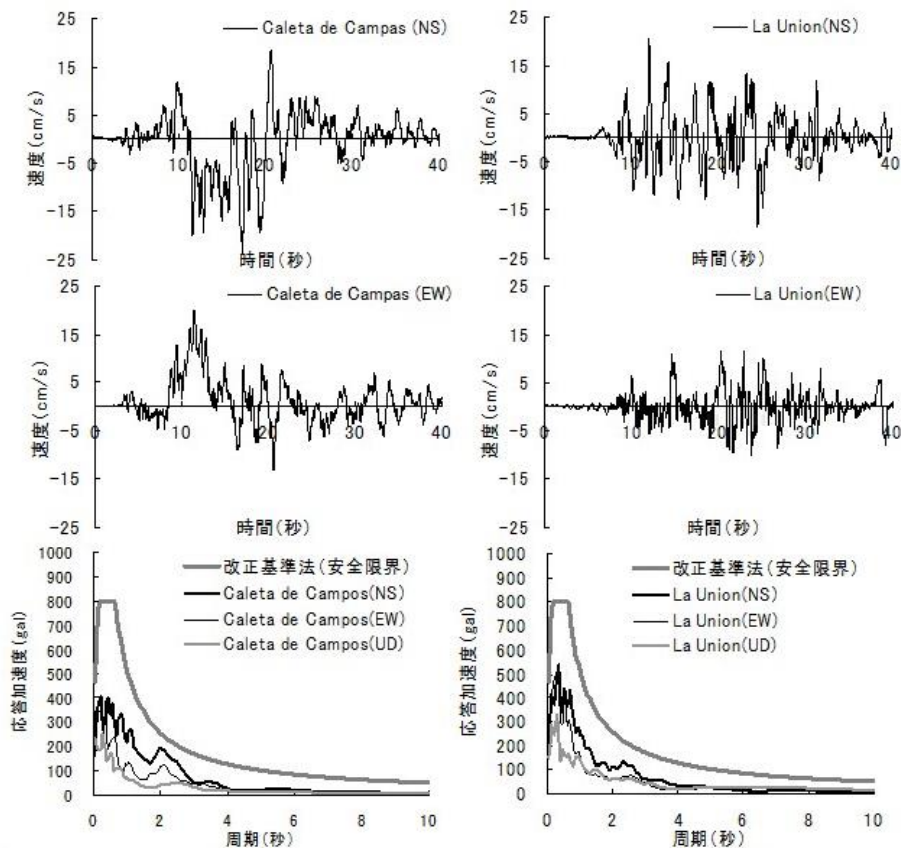 25
15
5
-5
-15
-25
速度(cm/s)
Caleta de Campas (NS)
0 10 20 30 40
時間(秒)
25
15
5
-5
-15
-25
速度(cm/s)
La Union(NS)
0 10 20 30 40
時間(秒)
25
15
5
-5
-15
-25
速度(cm/s)
Caleta de Campas (EW)
0 10 20 30 40
時間(秒)
25
15
5
-5
-15
-25
速度(cm/s)
La Union(EW)
0 10 20 30 40
時間(秒)
1000
900
800
700
600
500
400
300
200
100
0
応答加速度(gal)
改正基準法(安全限界)
Caleta de Campos(NS)
Caleta de Campos(EW)
Caleta de Campos(UD)
0 2 4 6 8 10
周期(秒)
1000
900
800
700
600
500
400
300
200
100
0
応答加速度(gal)
改正基準法(安全限界)
La Union(NS)
La Union(EW)
La Union(UD)
0 2 4 6 8 10
周期(秒)